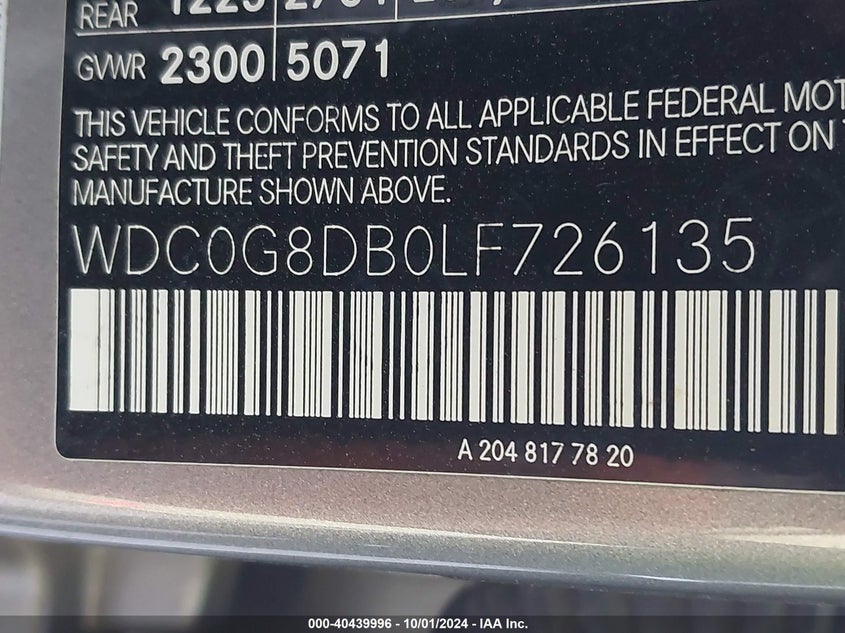 REAR
GVWR 2300 5071
THIS VEHICLE CONFORMS TO ALL APPLICABLE FEDERAL
SAFETY AND THEFT PREVENTION STANDARDS IN EFFECT ON
MANUFACTURE SHOWN ABOVE.
WDC0G8DB0LF726135
A 204 817 78 20
000-40439996 - 10/01/2024 - IAA Inc.